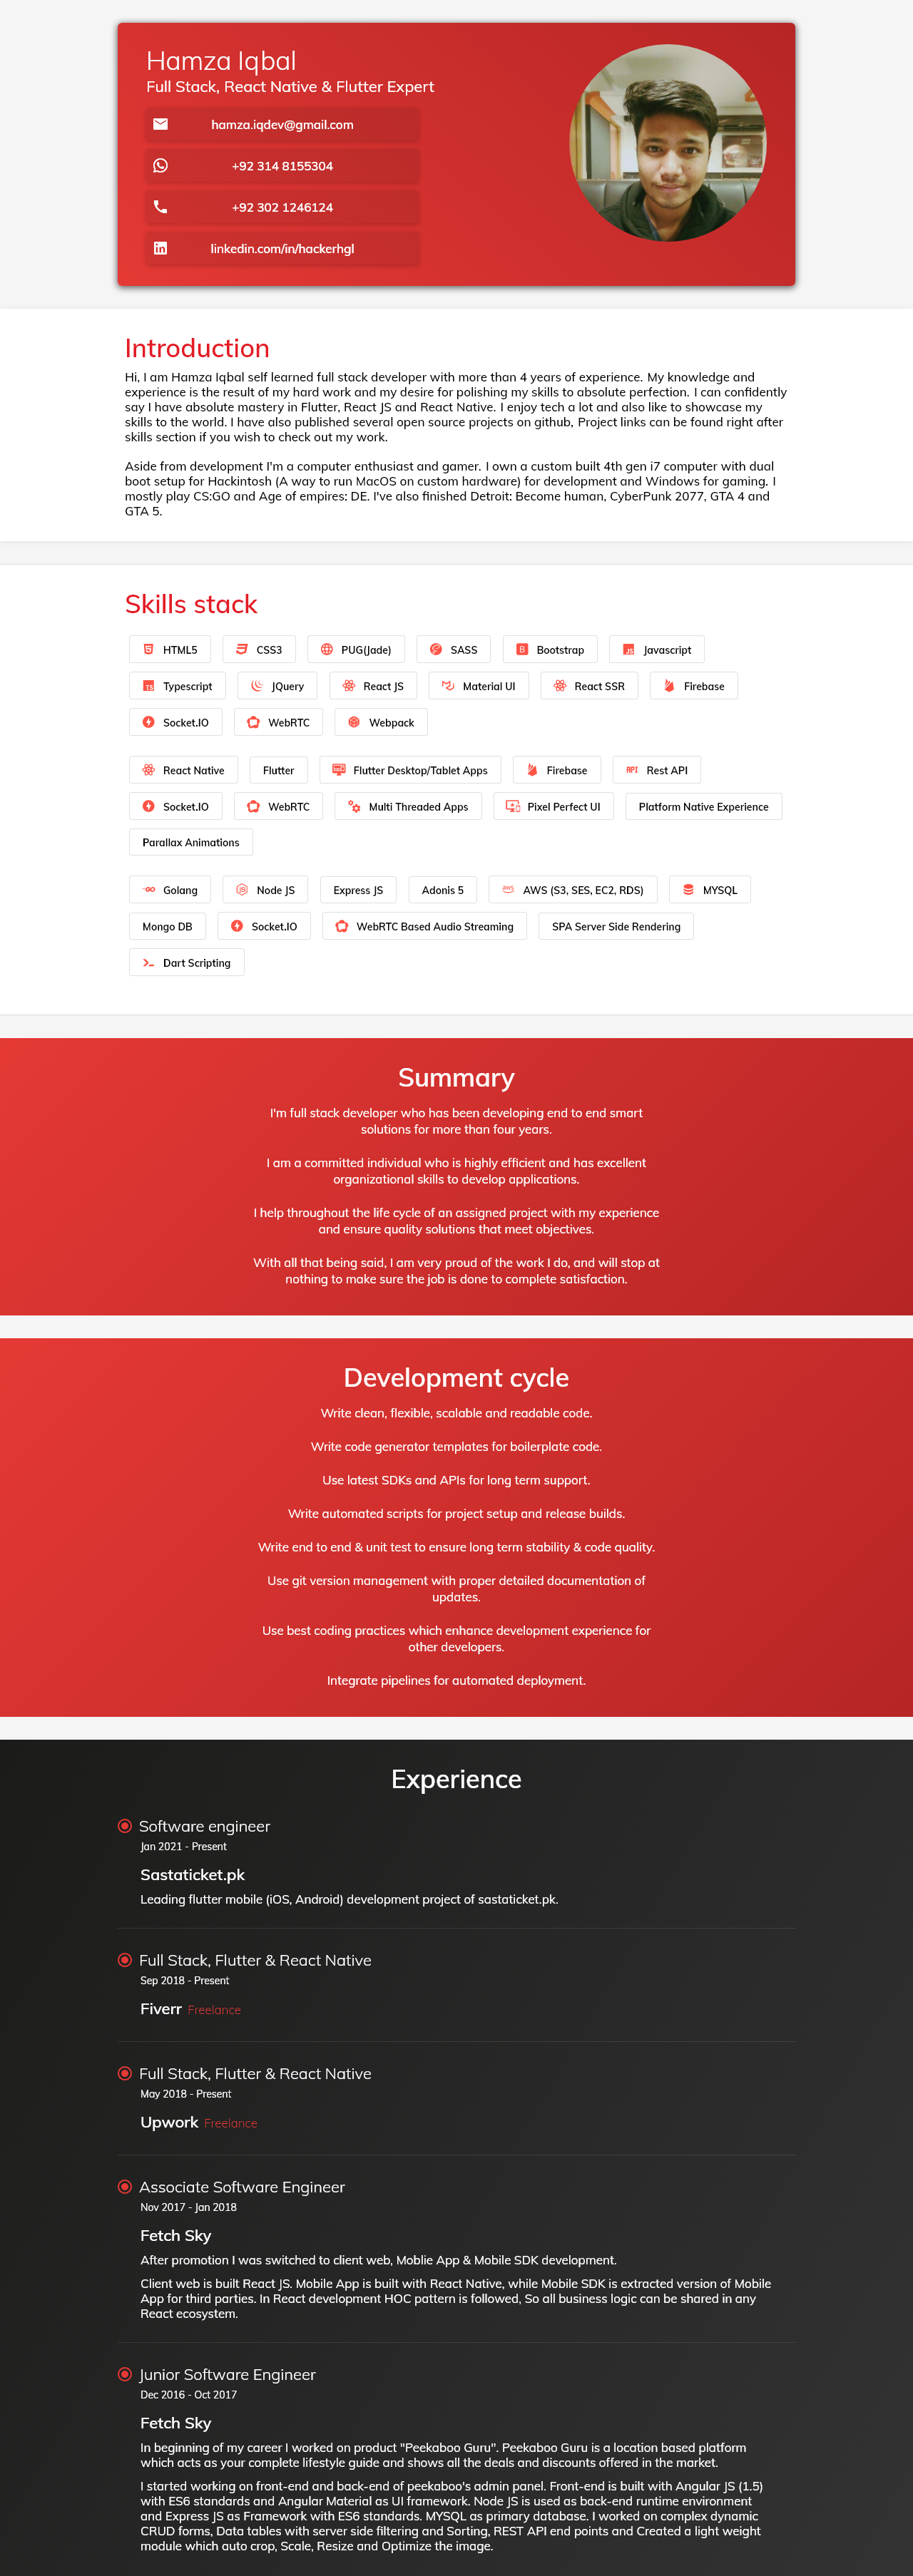 Hamza Iqbal
Full Stack, React Native & Flutter Expert
hamza.iqdev@gmail.com
+92 314 8155304
+92 302 1246124
linkedin.com/in/hackerhgl
Introduction
Hi, I am Hamza Iqbal self learned full stack developer with more than 4 years of experience. My knowledge and
experience is the result of my hard work and my desire for polishing my skills to absolute perfection. I can confidently
say I have absolute mastery in Flutter, React JS and React Native. I enjoy tech a lot and also like to showcase my
skills to the world. I have also published several open source projects on github, Project links can be found right after
skills section if you wish to check out my work.
Aside from development I'm a computer enthusiast and gamer. I own a custom built 4th gen i7 computer with dual
boot setup for Hackintosh (A way to run MacOS on custom hardware) for development and Windows for gaming. I
mostly play CS:GO and Age of empires: DE. I've also finished Detroit: Become human, CyberPunk 2077, GTA 4 and
GTA 5.
Skills stack
HTML5 CSS3 PUG(Jade) SASS Bootstrap Javascript
Typescript JQuery React JS Material UI React SSR Firebase
Socket.IO WebRTC Webpack
React Native Flutter Flutter Desktop/Tablet Apps Firebase Rest API
Socket.IO WebRTC Multi Threaded Apps Pixel Perfect UI Platform Native Experience
Parallax Animations
Golang Node JS Express JS Adonis 5 AWS (S3, SES, EC2, RDS) MYSQL
Mongo DB Socket.IO WebRTC Based Audio Streaming SPA Server Side Rendering
Dart Scripting
Summary
I'm full stack developer who has been developing end to end smart
solutions for more than four years.
I am a committed individual who is highly efficient and has excellent
organizational skills to develop applications.
I help throughout the life cycle of an assigned project with my experience
and ensure quality solutions that meet objectives.
With all that being said, I am very proud of the work I do, and will stop at
nothing to make sure the job is done to complete satisfaction.
Development cycle
Write clean, flexible, scalable and readable code.
Write code generator templates for boilerplate code.
Use latest SDKs and APIs for long term support.
Write automated scripts for project setup and release builds.
Write end to end & unit test to ensure long term stability & code quality.
Use git version management with proper detailed documentation of
updates.
Use best coding practices which enhance development experience for
other developers.
Integrate pipelines for automated deployment.
Experience
Software engineer
Jan 2021 - Present
Sastaticket.pk
Leading flutter mobile (iOS, Android) development project of sastaticket.pk.
Full Stack, Flutter & React Native
Sep 2018 - Present
Fiverr Freelance
Full Stack, Flutter & React Native
May 2018 - Present
Upwork Freelance
Associate Software Engineer
Nov 2017 - Jan 2018
Fetch Sky
After promotion I was switched to client web, Moblie App & Mobile SDK development.
Client web is built React JS. Mobile App is built with React Native, while Mobile SDK is extracted version of Mobile
App for third parties. In React development HOC pattern is followed, So all business logic can be shared in any
React ecosystem.
Junior Software Engineer
Dec 2016 - Oct 2017
Fetch Sky
In beginning of my career I worked on product "Peekaboo Guru". Peekaboo Guru is a location based platform
which acts as your complete lifestyle guide and shows all the deals and discounts offered in the market.
I started working on front-end and back-end of peekaboo's admin panel. Front-end is built with Angular JS (1.5)
with ES6 standards and Angular Material as UI framework. Node JS is used as back-end runtime environment
and Express JS as Framework with ES6 standards. MYSQL as primary database. I worked on complex dynamic
CRUD forms, Data tables with server side filtering and Sorting, REST API end points and Created a light weight
module which auto crop, Scale, Resize and Optimize the image.